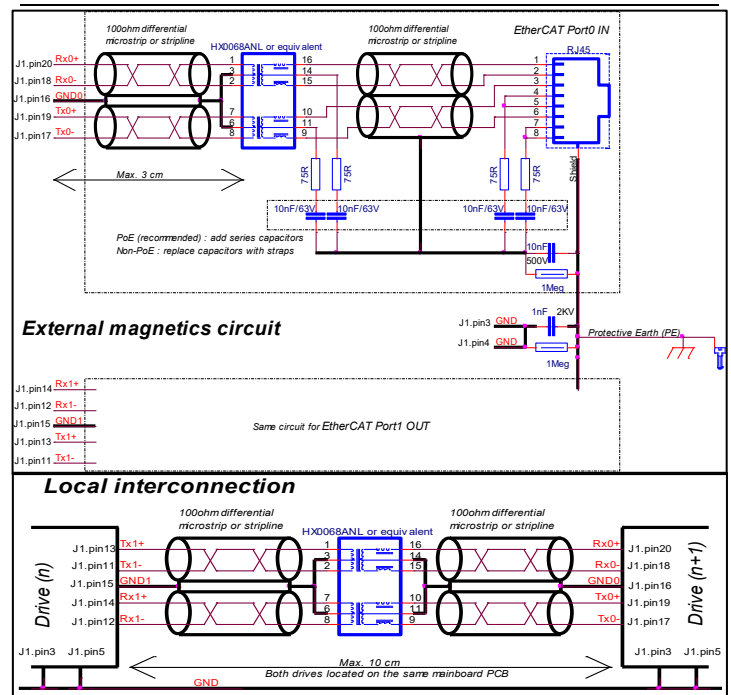 100ohm differential
microstrip or stripline
100ohm differential
microstrip or stripline
EtherCAT Port0 IN
HX0068ANL or equivalent
RJ45
J1.pin20 Rx0+
J1.pin18 Rx0-
J1.pin16 GND0
J1.pin19 Tx0+
J1.pin17 Tx0-
1
3
2
7
6
8
16
14
15
10
11
9
1
2
3
4
5
6
7
8
Max. 3 cm
75R
75R
75R
75R
Shield
10nF/63V
10nF/63V
10nF/63V
10nF/63V
PoE (recommended) : add series capacitors
Non-PoE : replace capacitors with straps
10nF
500V
1Meg
External magnetics circuit
J1.pin3 GND
J1.pin4 GND
1nF 2KV
1Meg
Protective Earth (PE)
J1.pin14 Rx1+
J1.pin12 Rx1-
J1.pin15 GND1
J1.pin13 Tx1+
J1.pin11 Tx1-
Same circuit for EtherCAT Port1 OUT
Local interconnection
100ohm differential
microstrip or stripline
100ohm differential
microstrip or stripline
HX0068ANL or equivalent
Drive (n)
J1.pin13 Tx1+
J1.pin11 Tx1-
J1.pin15 GND1
J1.pin14 Rx1+
J1.pin12 Rx1-
J1.pin3 J1.pin5
1
3
2
7
6
8
16
14
15
10
11
9
Rx0+ J1.pin20
Rx0- J1.pin18
GND0 J1.pin16
Tx0+ J1.pin19
Tx0- J1.pin17
J1.pin3 J1.pin5
Drive (n+1)
Max. 10 cm
Both drives located on the same mainboard PCB
GND